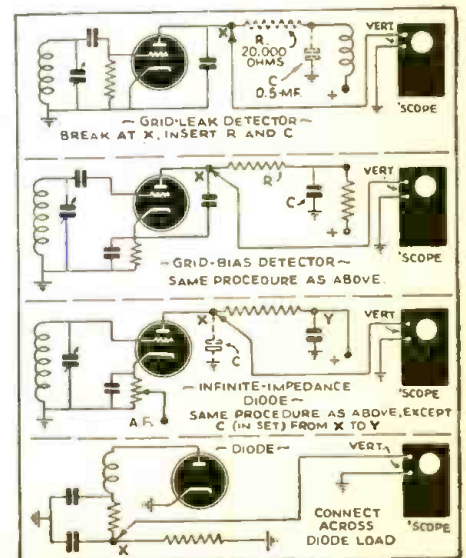 X
R
20,000
OHMS
C
0.5-MF.
+
VERT.
'SCOPE
~ GRID-LEAK DETECTOR ~
BREAK AT X, INSERT R AND C
X
R
C
+
VERT
'SCOPE
~ GRID-BIAS DETECTOR ~
SAME PROCEDURE AS ABOVE.
X
C
Y
+
A.F.
VERT.
'SCOPE
~ INFINITE-IMPEDANCE
DIODE ~
SAME PROCEDURE AS ABOVE, EXCEPT
C (IN SET) FROM X TO Y
~ DIODE ~
X
VERT.
'SCOPE
CONNECT
ACROSS
DIODE LOAD